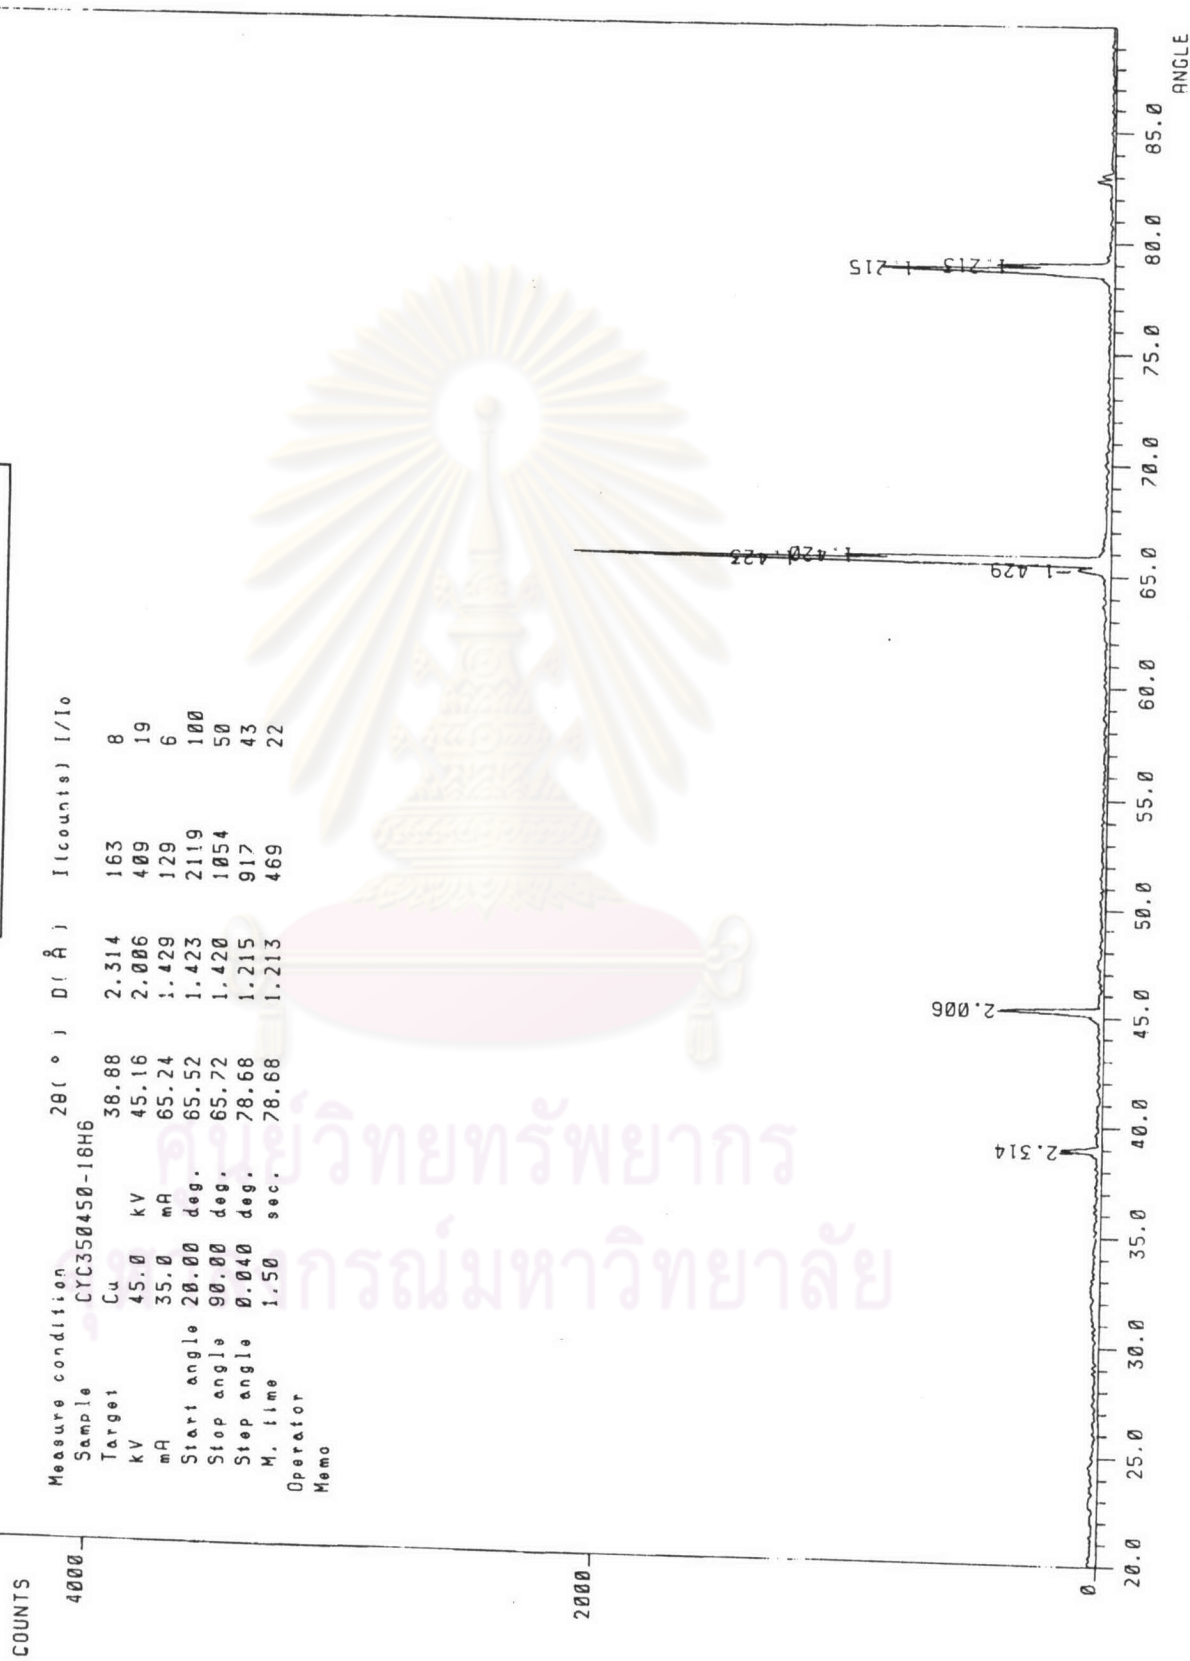 COUNTS
4000
2000
0
Measure condition 2θ( ° ) D( Å ) I(counts) I/Io
Sample CYC350450-16H6
Target Cu 38.88 2.314 163 8
kV 45.0 kV 45.16 2.006 409 19
mA 35.0 mA 65.24 1.429 129 6
Start angle 20.00 deg. 65.52 1.423 2119 100
Stop angle 90.00 deg. 65.72 1.420 1054 50
Step angle 0.040 deg. 78.68 1.215 917 43
M. time 1.50 sec. 78.68 1.213 469 22
Operator
Memo
2.314
2.006
1.429
1.423
1.420
1.215
1.213
20.0 25.0 30.0 35.0 40.0 45.0 50.0 55.0 60.0 65.0 70.0 75.0 80.0 85.0
ANGLE
ศูนย์วิทยทรัพยากร
จุฬาลงกรณ์มหาวิทยาลัย